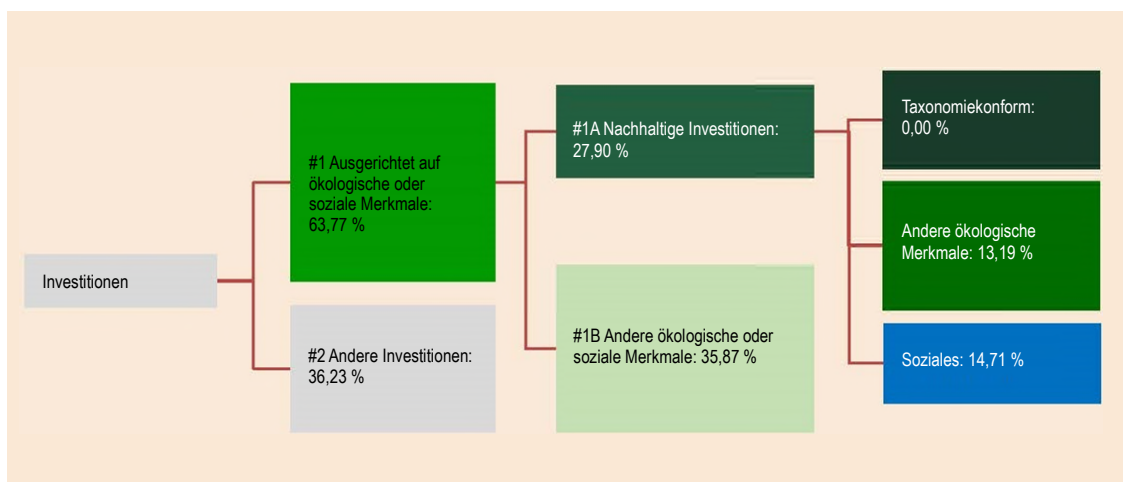 Investitionen
#1 Ausgerichtet auf
ökologische oder
soziale Merkmale:
63,77 %
#2 Andere Investitionen:
36,23 %
#1A Nachhaltige Investitionen:
27,90 %
#1B Andere ökologische oder
soziale Merkmale: 35,87 %
Taxonomiekonform:
0,00 %
Andere ökologische
Merkmale: 13,19 %
Soziales: 14,71 %